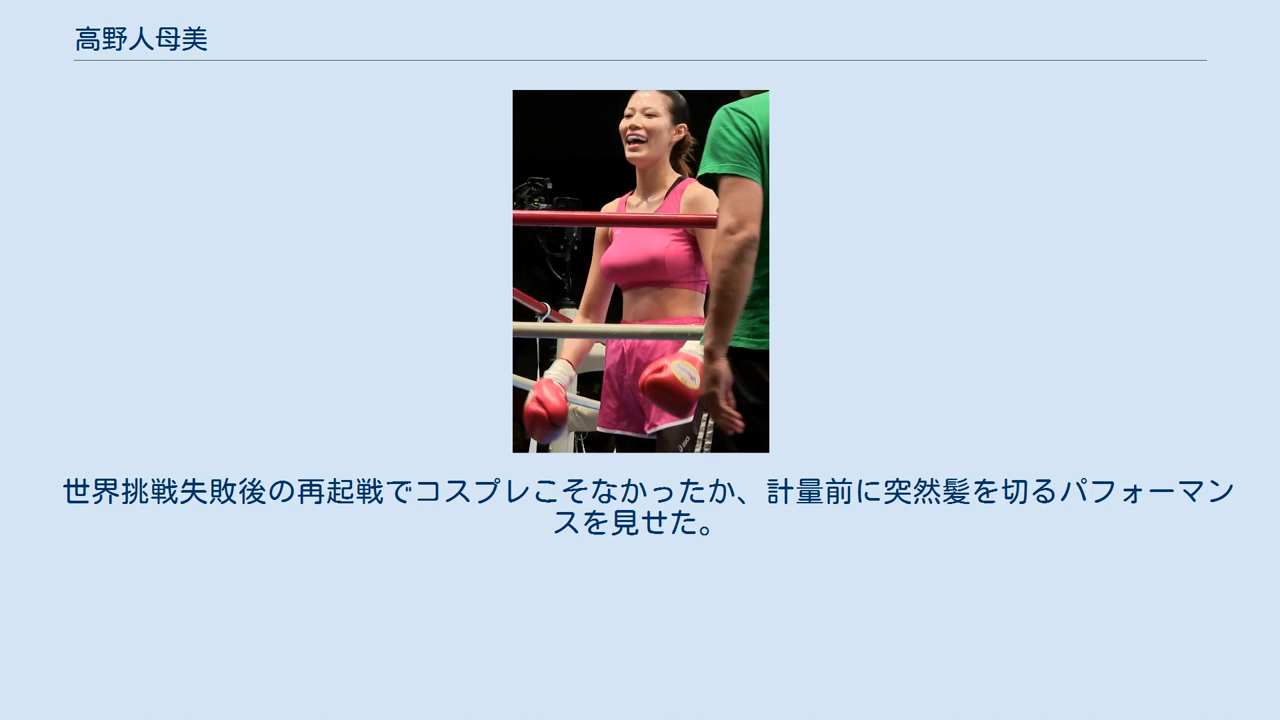 高野人母美
世界挑戦失敗後の再起戦でコスプレこそなかったか、計量前に突然髪を切るパフォーマン
スを見せた。
asics